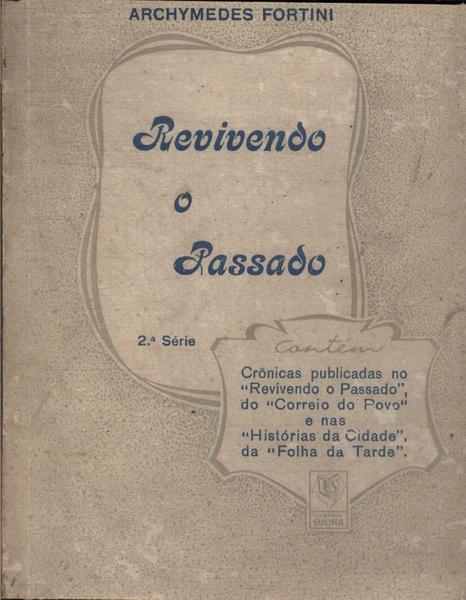 ARCHYMEDES FORTINI
Revivendo
o
Passado
2.ª Série
Contém
Crônicas publicadas no
"Revivendo o Passado",
do "Correio do Povo"
e nas
"Histórias da Cidade",
da "Folha da Tarde".
LIVRARIA
SULINA